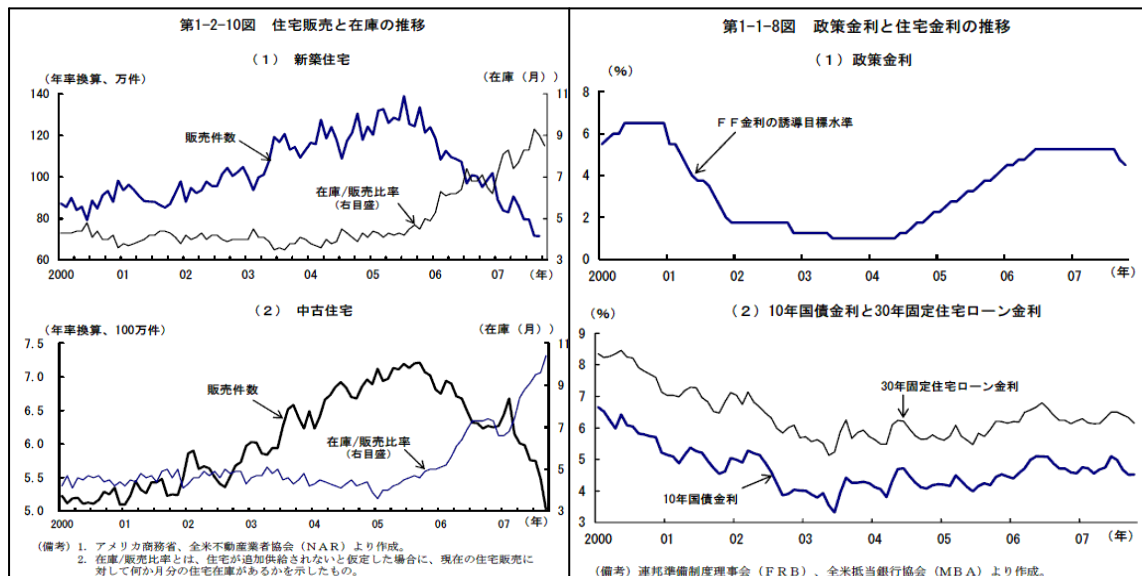 第1-2-10図 住宅販売と在庫の推移
(1) 新築住宅
(年率換算、万件)
(在庫(月))
140
120
100
80
60
11
9
7
5
3
販売件数
在庫/販売比率
(右目盛)
2000 01 02 03 04 05 06 07 (年)
(2) 中古住宅
(年率換算、100万件)
(在庫(月))
7.5
7.0
6.5
6.0
5.5
5.0
11
9
7
5
3
販売件数
在庫/販売比率
(右目盛)
2000 01 02 03 04 05 06 07 (年)
(備考) 1. アメリカ商務省、全米不動産業者協会(NAR)より作成。
2. 在庫/販売比率とは、住宅が追加供給されないと仮定した場合に、現在の住宅販売に
対して何か月分の住宅在庫があるかを示したもの。
第1-1-8図 政策金利と住宅金利の推移
(1) 政策金利
(%)
8
6
4
2
0
FF金利の誘導目標水準
2000 01 02 03 04 05 06 07 (年)
(2) 10年国債金利と30年固定住宅ローン金利
(%)
9
8
7
6
5
4
3
30年固定住宅ローン金利
10年国債金利
2000 01 02 03 04 05 06 07 (年)
(備考) 連邦準備制度理事会(FRB)、全米抵当銀行協会(MBA)より作成。